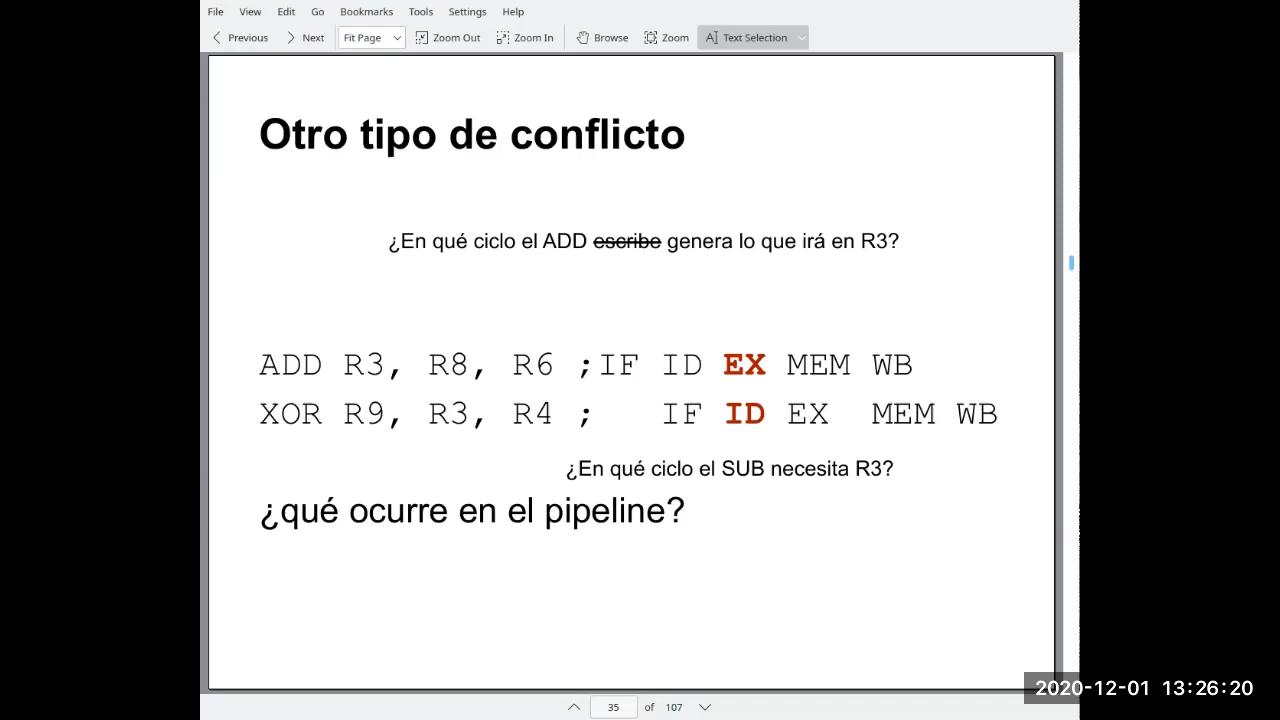 File View Edit Go Bookmarks Tools Settings Help
Previous Next Fit Page Zoom Out Zoom In Browse Zoom Text Selection
Otro tipo de conflicto
¿En qué ciclo el ADD escribe genera lo que irá en R3?
ADD R3, R8, R6 ;IF ID EX MEM WB
XOR R9, R3, R4 ; IF ID EX MEM WB
¿En qué ciclo el SUB necesita R3?
¿qué ocurre en el pipeline?
2020-12-01 13:26:20
35 of 107